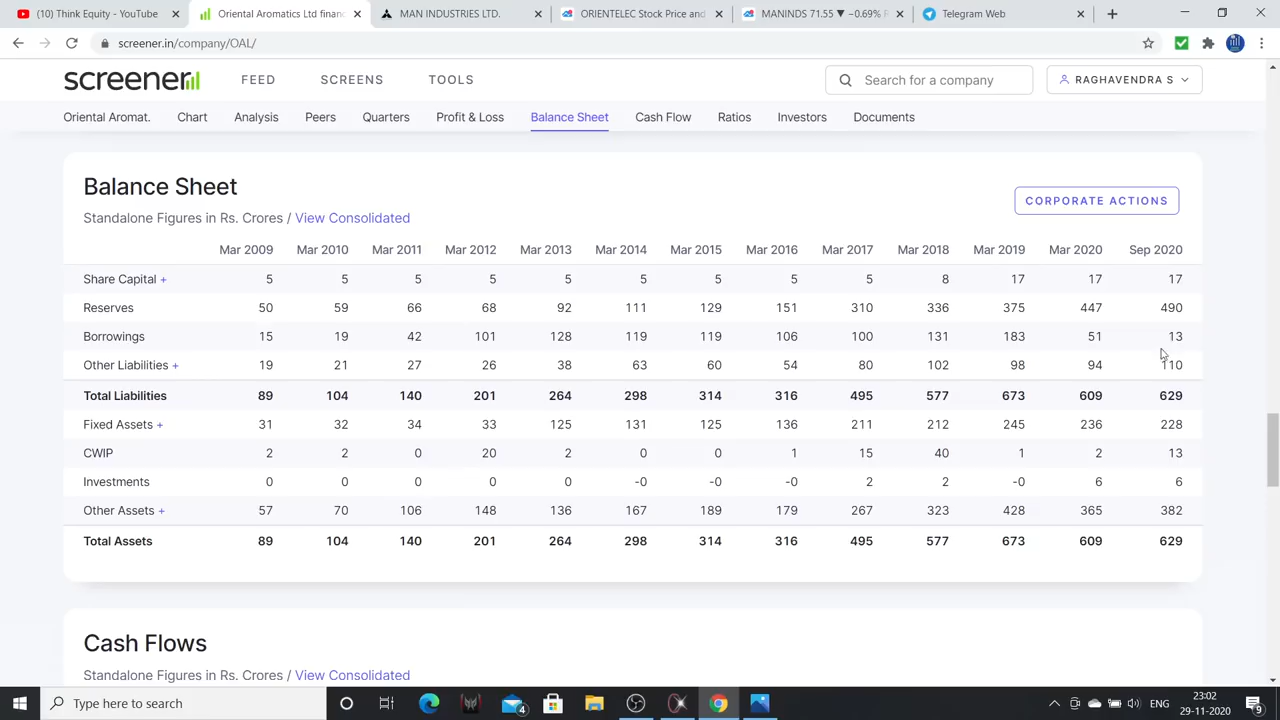 (1) Think Equity - YouTube
Oriental Aromatics Ltd financ
MAN INDUSTRIES LTD.
ORIENTELEC Stock Price and
MANINDS 71.55 ▼ −0.69% F
Telegram Web
screener.in/company/OAL/
screener FEED SCREENS TOOLS Search for a company RAGHAVENDRA S
Oriental Aromat. Chart Analysis Peers Quarters Profit & Loss Balance Sheet Cash Flow Ratios Investors Documents
Balance Sheet
CORPORATE ACTIONS
Standalone Figures in Rs. Crores / View Consolidated
Mar 2009 Mar 2010 Mar 2011 Mar 2012 Mar 2013 Mar 2014 Mar 2015 Mar 2016 Mar 2017 Mar 2018 Mar 2019 Mar 2020 Sep 2020
Share Capital + 5 5 5 5 5 5 5 5 5 8 17 17 17
Reserves 50 59 66 68 92 111 129 151 310 336 375 447 490
Borrowings 15 19 42 101 128 119 119 106 100 131 183 51 13
Other Liabilities + 19 21 27 26 38 63 60 54 80 102 98 94 110
Total Liabilities 89 104 140 201 264 298 314 316 495 577 673 609 629
Fixed Assets + 31 32 34 33 125 131 125 136 211 212 245 236 228
CWIP 2 2 0 20 2 0 0 1 15 40 1 2 13
Investments 0 0 0 0 0 -0 -0 -0 2 2 -0 6 6
Other Assets + 57 70 106 148 136 167 189 179 267 323 428 365 382
Total Assets 89 104 140 201 264 298 314 316 495 577 673 609 629
Cash Flows
Standalone Figures in Rs. Crores / View Consolidated
Type here to search
4
ENG
23:02
29-11-2020
9